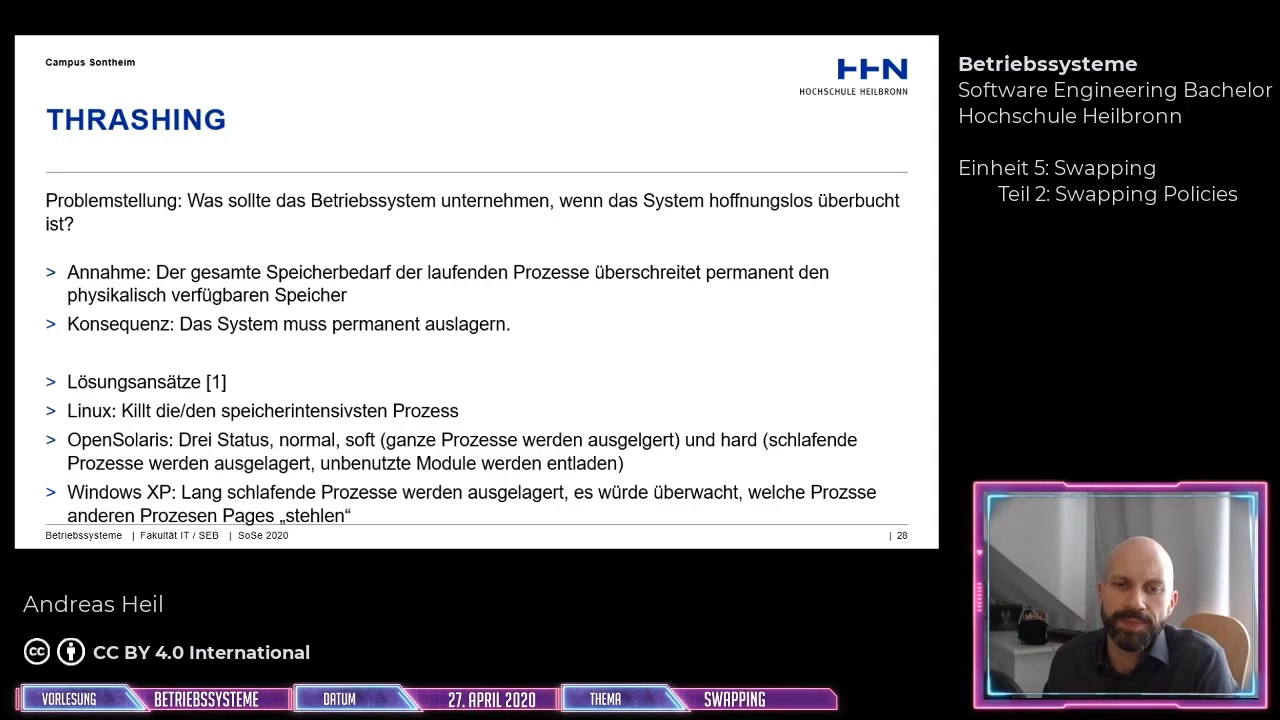 Campus Sontheim
HHN
HOCHSCHULE HEILBRONN
THRASHING
Problemstellung: Was sollte das Betriebssystem unternehmen, wenn das System hoffnungslos überbucht
ist?
> Annahme: Der gesamte Speicherbedarf der laufenden Prozesse überschreitet permanent den
physikalisch verfügbaren Speicher
> Konsequenz: Das System muss permanent auslagern.
> Lösungsansätze [1]
> Linux: Killt die/den speicherintensivsten Prozess
> OpenSolaris: Drei Status, normal, soft (ganze Prozesse werden ausgelgert) und hard (schlafende
Prozesse werden ausgelagert, unbenutzte Module werden entladen)
> Windows XP: Lang schlafende Prozesse werden ausgelagert, es würde überwacht, welche Prozsse
anderen Prozesen Pages „stehlen“
Betriebssysteme | Fakultät IT / SEB | SoSe 2020 | 28
Betriebssysteme
Software Engineering Bachelor
Hochschule Heilbronn
Einheit 5: Swapping
Teil 2: Swapping Policies
Andreas Heil
cc CC BY 4.0 International
VORLESUNG BETRIEBSSYSTEME DATUM 27. APRIL 2020 THEMA SWAPPING